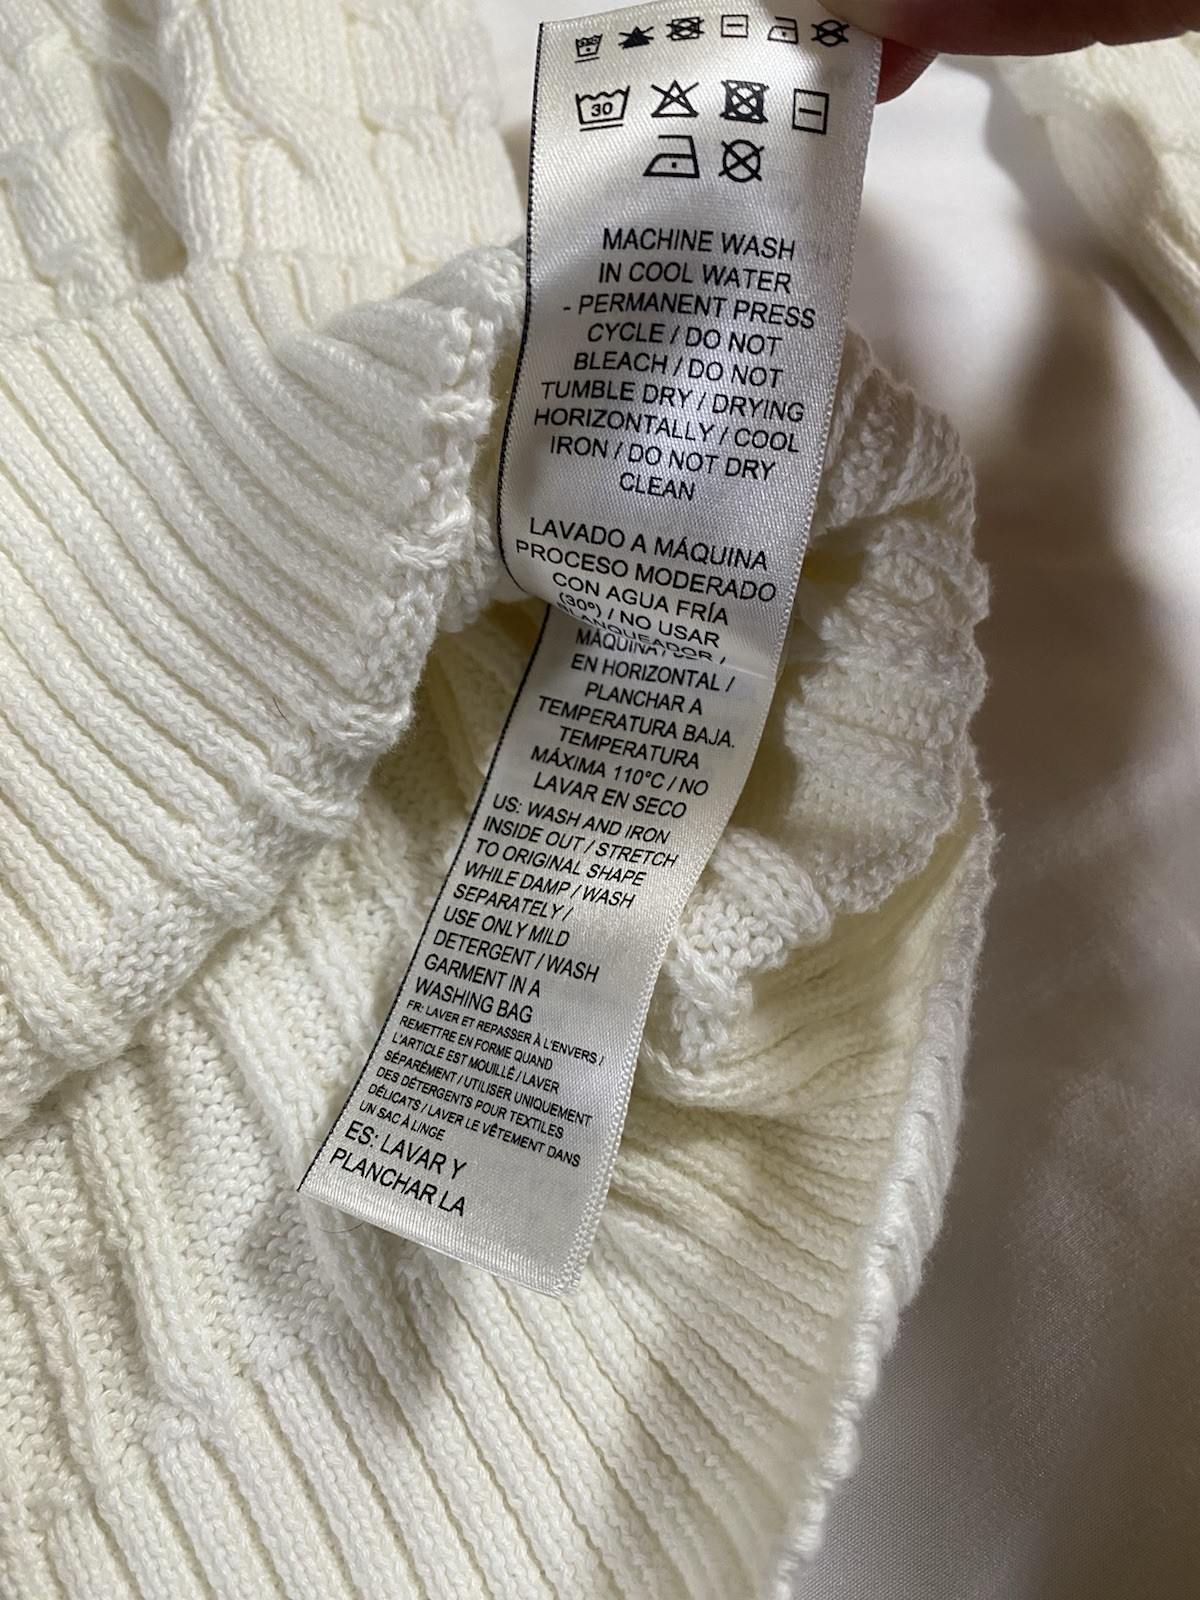 30
MACHINE WASH
IN COOL WATER
- PERMANENT PRESS
CYCLE / DO NOT
BLEACH / DO NOT
TUMBLE DRY / DRYING
HORIZONTALLY / COOL
IRON / DO NOT DRY
CLEAN
LAVADO A MÁQUINA
PROCESO MODERADO
CON AGUA FRÍA
(30º) / NO USAR
BLANQUEADOR /
MÁQUINA /
EN HORIZONTAL /
PLANCHAR A
TEMPERATURA BAJA.
TEMPERATURA
MÁXIMA 110°C / NO
LAVAR EN SECO
US: WASH AND IRON
INSIDE OUT / STRETCH
TO ORIGINAL SHAPE
WHILE DAMP / WASH
SEPARATELY /
USE ONLY MILD
DETERGENT / WASH
GARMENT IN A
WASHING BAG
FR: LAVER ET REPASSER À L'ENVERS /
REMETTRE EN FORME QUAND
L'ARTICLE EST MOUILLÉ / LAVER
SÉPARÉMENT / UTILISER UNIQUEMENT
DES DÉTERGENTS POUR TEXTILES
DÉLICATS / LAVER LE VÊTEMENT DANS
UN SAC À LINGE
ES: LAVAR Y
PLANCHAR LA